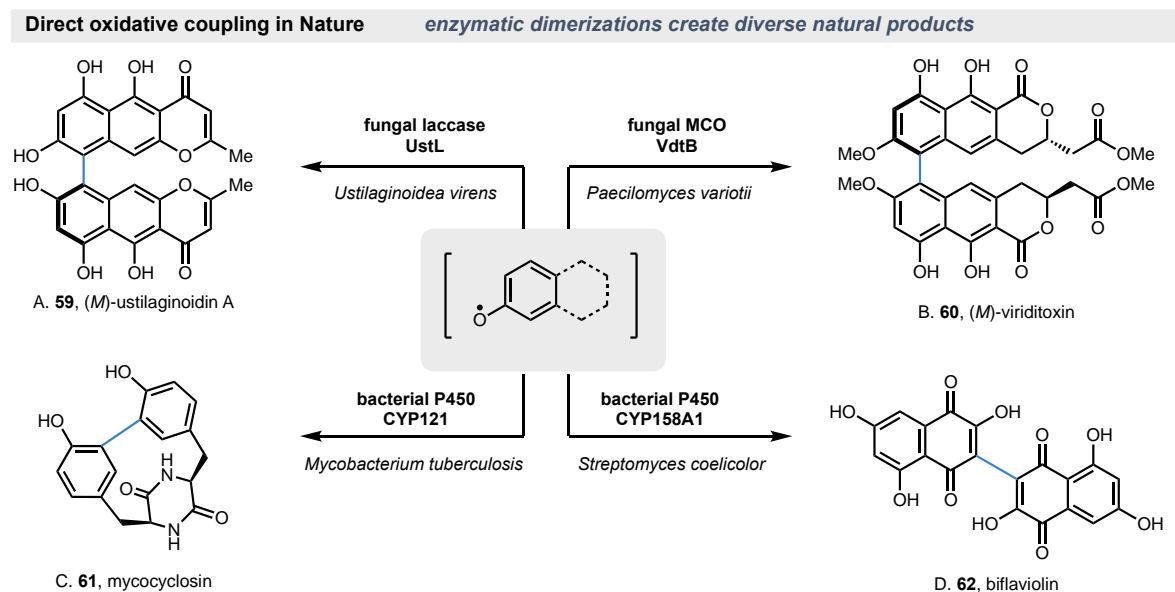 Direct oxidative coupling in Nature enzymatic dimerizations create diverse natural products
OH OH O
HO O Me
HO O Me
OH OH O
A. 59, (M)-ustilaginoidin A
fungal laccase
UstL
Ustilaginoidea virens
fungal MCO
VdtB
Paecilomyces variotii
OH OH O
O O
MeO OMe
MeO OMe
O O
OH OH O
B. 60, (M)-viriditoxin
O
HO
HO
H
N
O
O
N
H
C. 61, mycocyclosin
bacterial P450
CYP121
Mycobacterium tuberculosis
bacterial P450
CYP158A1
Streptomyces coelicolor
O
HO OH
O OH
OH O
HO OH
O
D. 62, biflaviolin